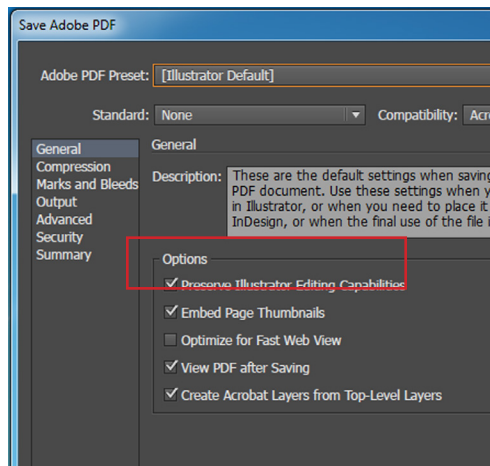 Save Adobe PDF
Adobe PDF Preset: [Illustrator Default]
Standard: None Compatibility: Acr
General
Compression
Marks and Bleeds
Output
Advanced
Security
Summary
General
Description: These are the default settings when saving
PDF document. Use these settings when y
in Illustrator, or when you need to place it
InDesign, or when the final use of the file i
Options
Preserve Illustrator Editing Capabilities
Embed Page Thumbnails
Optimize for Fast Web View
View PDF after Saving
Create Acrobat Layers from Top-Level Layers